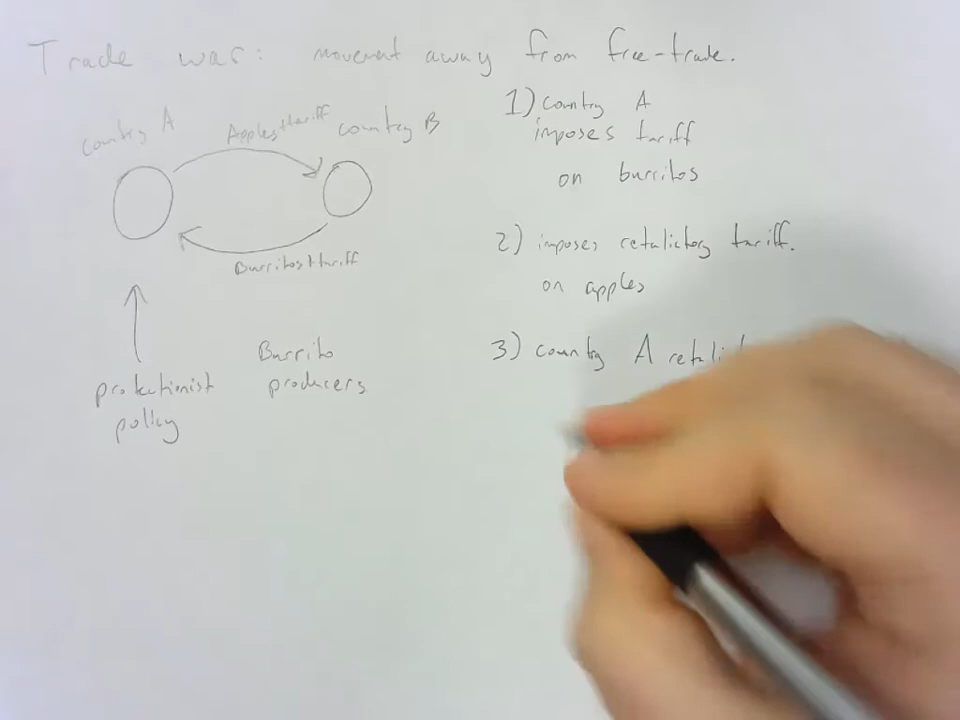 Trade war: movement away from free-trade.
country A
Apples + tariff
country B
Burritos + tariff
protectionist
policy
Burrito
producers
1) country A
imposes tariff
on burritos
2) imposes retaliatory tariff.
on apples
3) country A